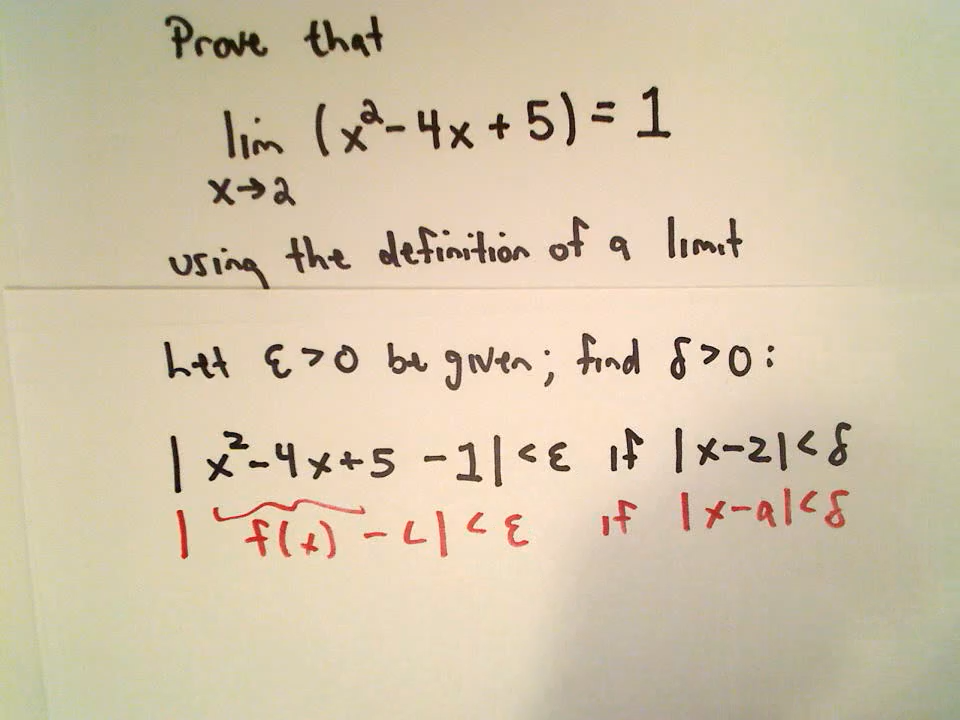 Prove that
lim (x²-4x+5) = 1
x→2
using the definition of a limit
Let ε>0 be given; find δ>0:
| x²-4x+5 -1|<ε if |x-2|<δ
| f(x) - L|<ε if |x-a|<δ